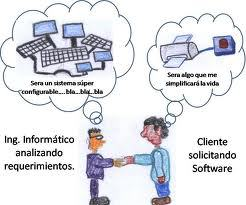 Sera un sistema súper
configurable.....bla...bla..bla
Sera algo que me
simplificará la vida
Ing. Informático
analizando
requerimientos.
Cliente
solicitando
Software